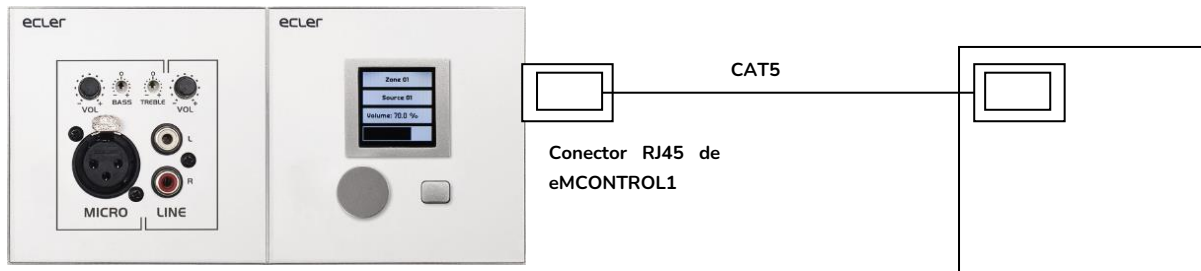 ecler
VOL BASS TREBLE VOL
L
R
MICRO LINE
ecler
Zone 01
Source 01
Volume: 70.0 %
CAT5
Conector RJ45 de
eMCONTROL1